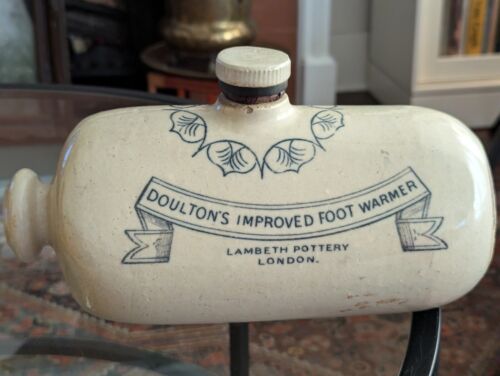 DOULTON'S IMPROVED FOOT WARMER
LAMBETH POTTERY
LONDON.